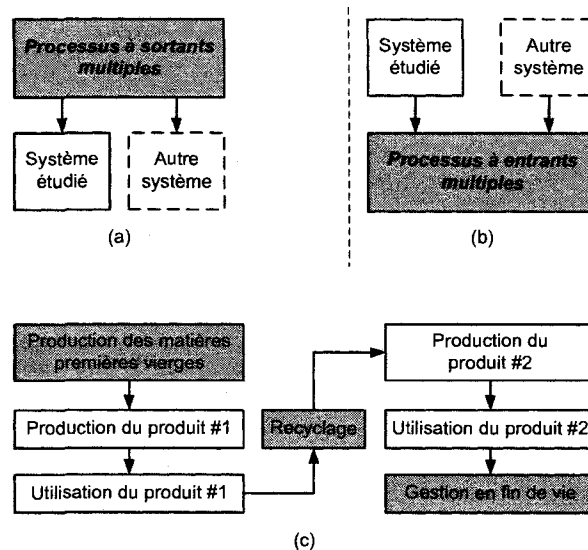 Processus à sortants
multiples
Système
étudié
Autre
système
(a)
Système
étudié
Autre
système
Processus à entrants
multiples
(b)
Production des matières
premières vierges
Production du produit #1
Utilisation du produit #1
Recyclage
Production du
produit #2
Utilisation du produit #2
Gestion en fin de vie
(c)